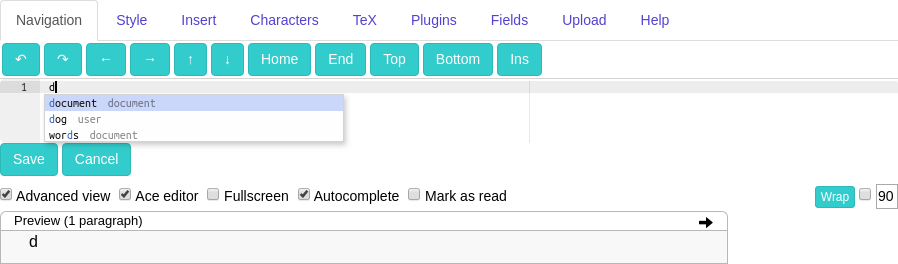 Navigation Style Insert Characters TeX Plugins Fields Upload Help
↶ ↷ ← → ↑ ↓ Home End Top Bottom Ins
1 d
document document
dog user
words document
Save Cancel
Advanced view Ace editor Fullscreen Autocomplete Mark as read Wrap 90
Preview (1 paragraph)
d